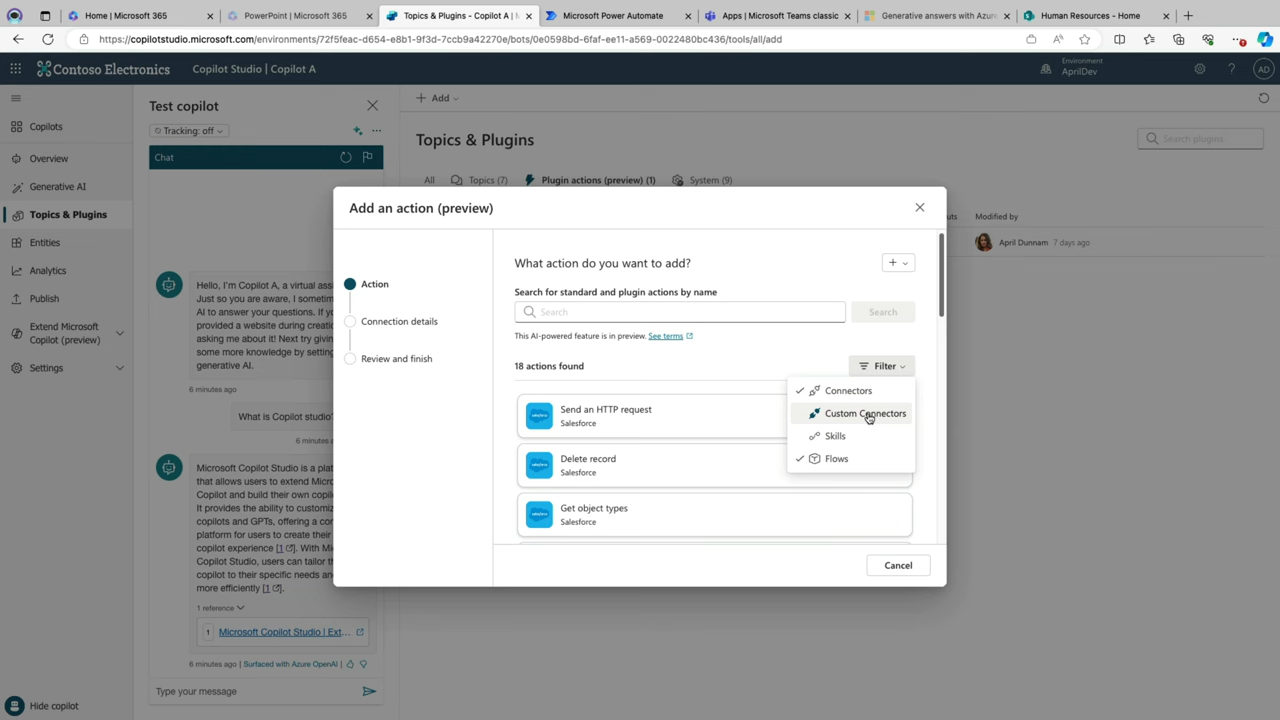 Home | Microsoft 365
PowerPoint | Microsoft 365
Topics & Plugins - Copilot A |
Microsoft Power Automate
Apps | Microsoft Teams classic
Generative answers with Azure
Human Resources - Home
https://copilotstudio.microsoft.com/environments/72f5feac-d654-e8b1-9f3d-7ccb9a42270e/bots/0e0598bd-6faf-ee11-a569-0022480bc436/tools/all/add
Contoso Electronics
Copilot Studio | Copilot A
Environment
AprilDev
AD
Copilots
Overview
Generative AI
Topics & Plugins
Entities
Analytics
Publish
Extend Microsoft
Copilot (preview)
Settings
Hide copilot
Test copilot
Tracking: off
Chat
Hello, I'm Copilot A, a virtual
Just so you are aware, I sometim
AI to answer your questions. If yo
provided a website during creatio
asking me about it! Next try givin
some more knowledge by setting
generative AI.
6 minutes ago
What is Copilot studio?
6 minutes
Microsoft Copilot Studio is a plat
that allows users to extend Micros
Copilot and build their own copil
It provides the ability to customiz
copilots and GPTs, offering a con
platform for users to create their
copilot experience [1]. With Mi
Copilot Studio, users can tailor th
copilot to their specific needs and
more efficiently [1].
1 reference
1 Microsoft Copilot Studio | Ext...
6 minutes ago | Surfaced with Azure OpenAI |
Type your message
Add
Topics & Plugins
Search plugins
All
Topics (7)
Plugin actions (preview) (1)
System (9)
uts
Modified by
April Dunnam 7 days ago
Add an action (preview)
Action
Connection details
Review and finish
What action do you want to add?
Search for standard and plugin actions by name
Search
Search
This AI-powered feature is in preview. See terms
18 actions found
Filter
Connectors
Custom Connectors
Skills
Flows
Send an HTTP request
Salesforce
Delete record
Salesforce
Get object types
Salesforce
Cancel